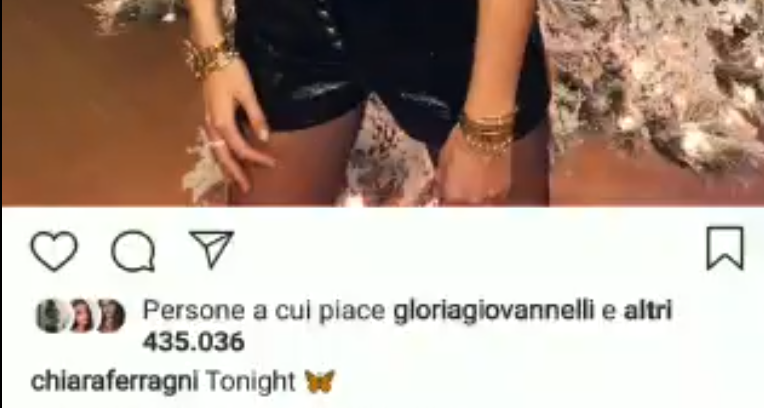 Persone a cui piace gloriagiovannelli e altri
435.036
chiaraferragni Tonight 🦋